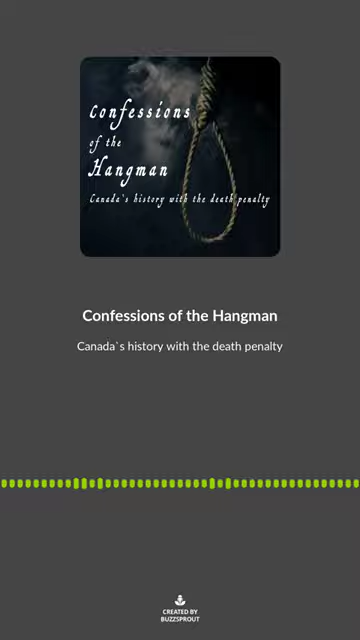 Confessions
of the
Hangman
Canada`s history with the death penalty
Confessions of the Hangman
Canada`s history with the death penalty
CREATED BY
BUZZSPROUT